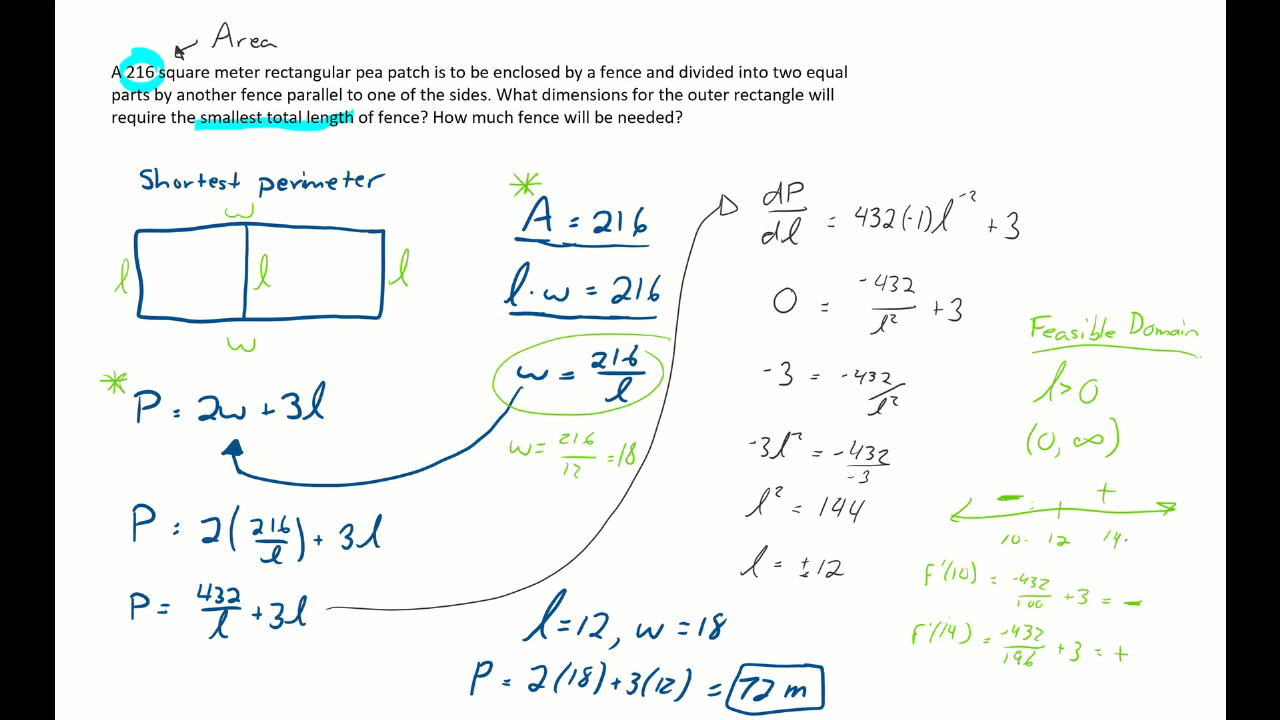 Area
A 216 square meter rectangular pea patch is to be enclosed by a fence and divided into two equal
parts by another fence parallel to one of the sides. What dimensions for the outer rectangle will
require the smallest total length of fence? How much fence will be needed?
Shortest perimeter
w
l l l
w
* P = 2w + 3l
P = 2(216/l) + 3l
P = 432/l + 3l
*
A = 216
l · w = 216
w = 216/l
w = 216/12 = 18
l = 12, w = 18
P = 2(18) + 3(12) = 72 m
dP/dl = 432(-1)l^-2 + 3
0 = -432/l² + 3
-3 = -432/l²
-3l² = -432/-3
l² = 144
l = ±12
Feasible Domain
l > 0
(0, ∞)
- +
10 12 14
f'(10) = -432/100 + 3 = -
f'(14) = -432/196 + 3 = +